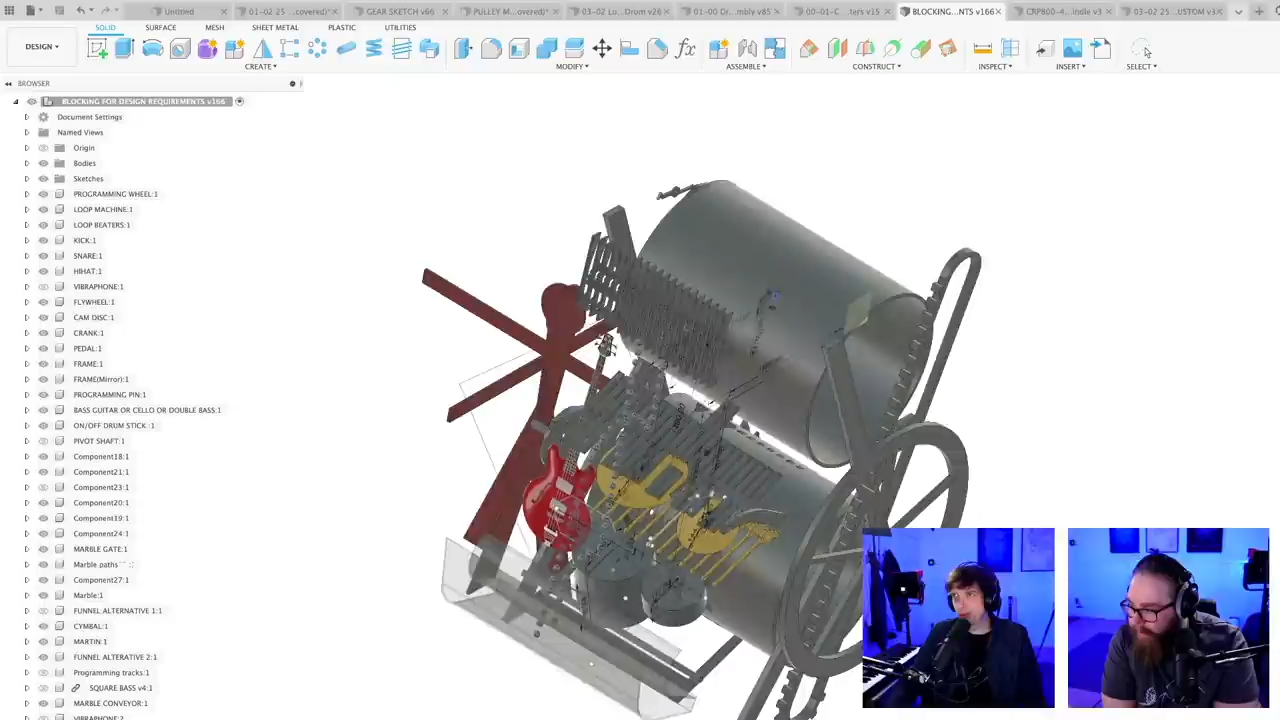 Untitled
01-02 25 ...covered)*
GEAR SKETCH v66
PULLEY M...overed)*
03-02 Lo...Drum v26
01-00 Dr...mbly v85
00-01-C...ters v15
BLOCKING...NTS v166
CRP800-4...indle v3
03-02 25...USTOM v3
SOLID
SURFACE
MESH
SHEET METAL
PLASTIC
UTILITIES
DESIGN
CREATE
MODIFY
ASSEMBLE
CONSTRUCT
INSPECT
INSERT
SELECT
BROWSER
BLOCKING FOR DESIGN REQUIREMENTS v166
Document Settings
Named Views
Origin
Bodies
Sketches
PROGRAMMING WHEEL:1
LOOP MACHINE:1
LOOP BEATERS:1
KICK:1
SNARE:1
HIHAT:1
VIBRAPHONE:1
FLYWHEEL:1
CAM DISC:1
CRANK:1
PEDAL:1
FRAME:1
FRAME(Mirror):1
PROGRAMMING PIN:1
BASS GUITAR OR CELLO OR DOUBLE BASS:1
ON/OFF DRUM STICK :1
PIVOT SHAFT:1
Component18:1
Component21:1
Component23:1
Component20:1
Component19:1
Component24:1
MARBLE GATE:1
Marble paths
Component27:1
Marble:1
FUNNEL ALTERNATIVE 1:1
CYMBAL:1
MARTIN:1
FUNNEL ALTERATIVE 2:1
Programming tracks:1
SQUARE BASS v4:1
MARBLE CONVEYOR:1
VIBRAPHONE:2